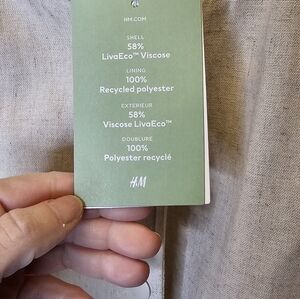 HM.COM
SHELL
58%
LivaEco™ Viscose
LINING
100%
Recycled polyester
EXTERIEUR
58%
Viscose LivaEco™
DOUBLURE
100%
Polyester recyclé
H&M